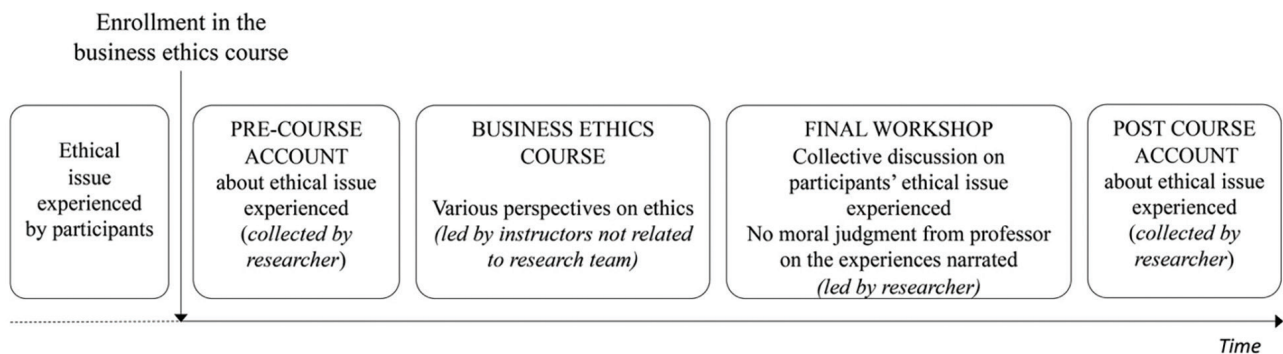 Enrollment in the
business ethics course
Ethical
issue
experienced
by participants
PRE-COURSE
ACCOUNT
about ethical issue
experienced
(collected by
researcher)
BUSINESS ETHICS
COURSE
Various perspectives on ethics
(led by instructors not related
to research team)
FINAL WORKSHOP
Collective discussion on
participants’ ethical issue
experienced
No moral judgment from professor
on the experiences narrated
(led by researcher)
POST COURSE
ACCOUNT
about ethical issue
experienced
(collected by
researcher)
Time